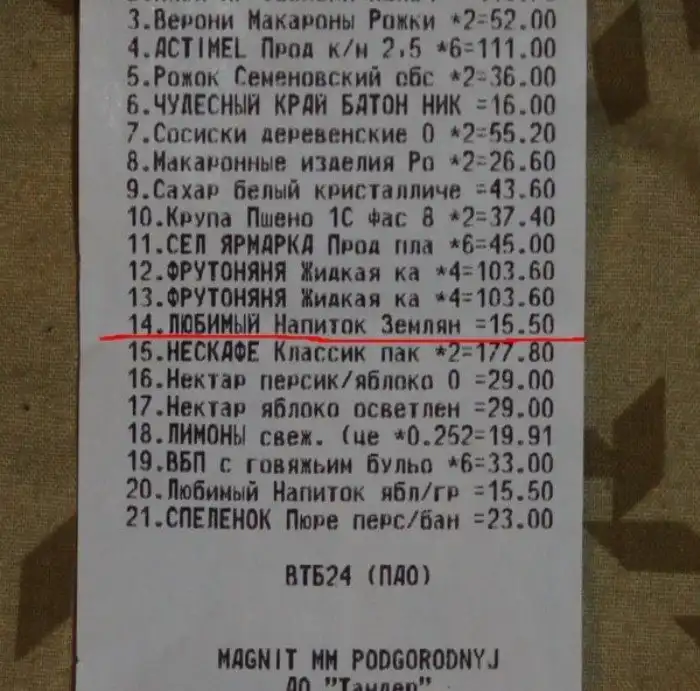 3.Верони Макароны Рожки *2=52.00
4.ACTIMEL Прод к/м 2,5 *6=111.00
5.Рожок Семеновский обс *2=36.00
6.ЧУДЕСНЫЙ КРАЙ БАТОН НИК =16.00
7.Сосиски деревенские О *2=55.20
8.Макаронные изделия Ро *2=26.60
9.Сахар белый кристалличе =43.60
10.Крупа Пшено 1С Фас 8 *2=37.40
11.СЕЛ ЯРМАРКА Прод пла *6=45.00
12.ФРУТОНЯНЯ Жидкая ка *4=103.60
13.ФРУТОНЯНЯ Жидкая ка *4=103.60
14.ЛЮБИМЫЙ Напиток Землян =15.50
15.НЕСКАФЕ Классик пак *2=177.80
16.Нектар персик/яблоко 0 =29.00
17.Нектар яблоко осветлен =29.00
18.ЛИМОНЫ свеж. (це *0.252=19.91
19.ВБП с говяжьим бульо *6=33.00
20.Любимый Напиток ябл/гр =15.50
21.СПЕЛЕНОК Пюре перс/бан =23.00
ВТБ24 (ПАО)
MAGNIT MM PODGORODNYJ
АО "Тандер"